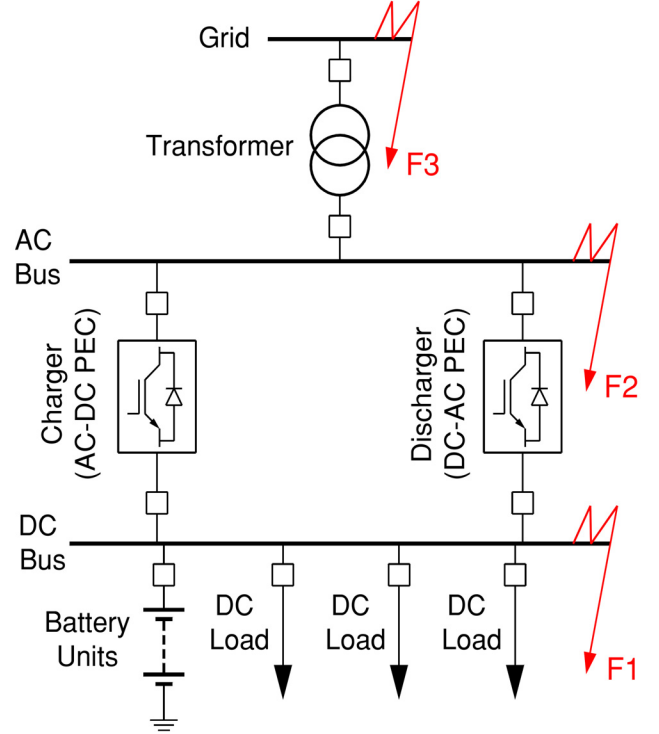 Grid
Transformer
F3
AC
Bus
Charger
(AC-DC PEC)
Discharger
(DC-AC PEC)
F2
DC
Bus
Battery
Units
DC
Load
DC
Load
DC
Load
F1